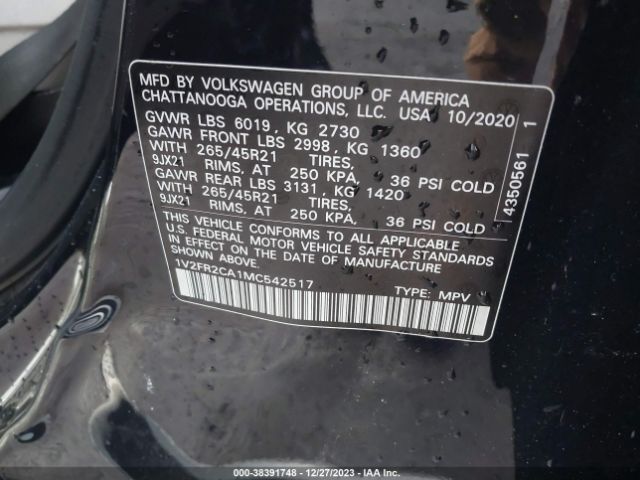 MFD BY VOLKSWAGEN GROUP OF AMERICA
CHATTANOOGA OPERATIONS, LLC. USA 10/2020
GVWR LBS 6019, KG 2730
GAWR FRONT LBS 2998, KG 1360
WITH 265/45R21 TIRES,
9JX21 RIMS, AT 250 KPA, 36 PSI COLD
GAWR REAR LBS 3131, KG 1420
WITH 265/45R21 TIRES,
9JX21 RIMS, AT 250 KPA, 36 PSI COLD
THIS VEHICLE CONFORMS TO ALL APPLICABLE
U.S. FEDERAL MOTOR VEHICLE SAFETY STANDARDS
IN EFFECT ON THE DATE OF MANUFACTURE
SHOWN ABOVE.
1V2FR2CA1MC542517 TYPE: MPV
4350561 1
000-38391748 - 12/27/2023 - IAA Inc.